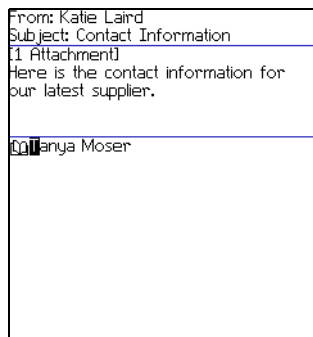 From: Katie Laird
Subject: Contact Information
[1 Attachment]
Here is the contact information for
our latest supplier.
Tanya Moser